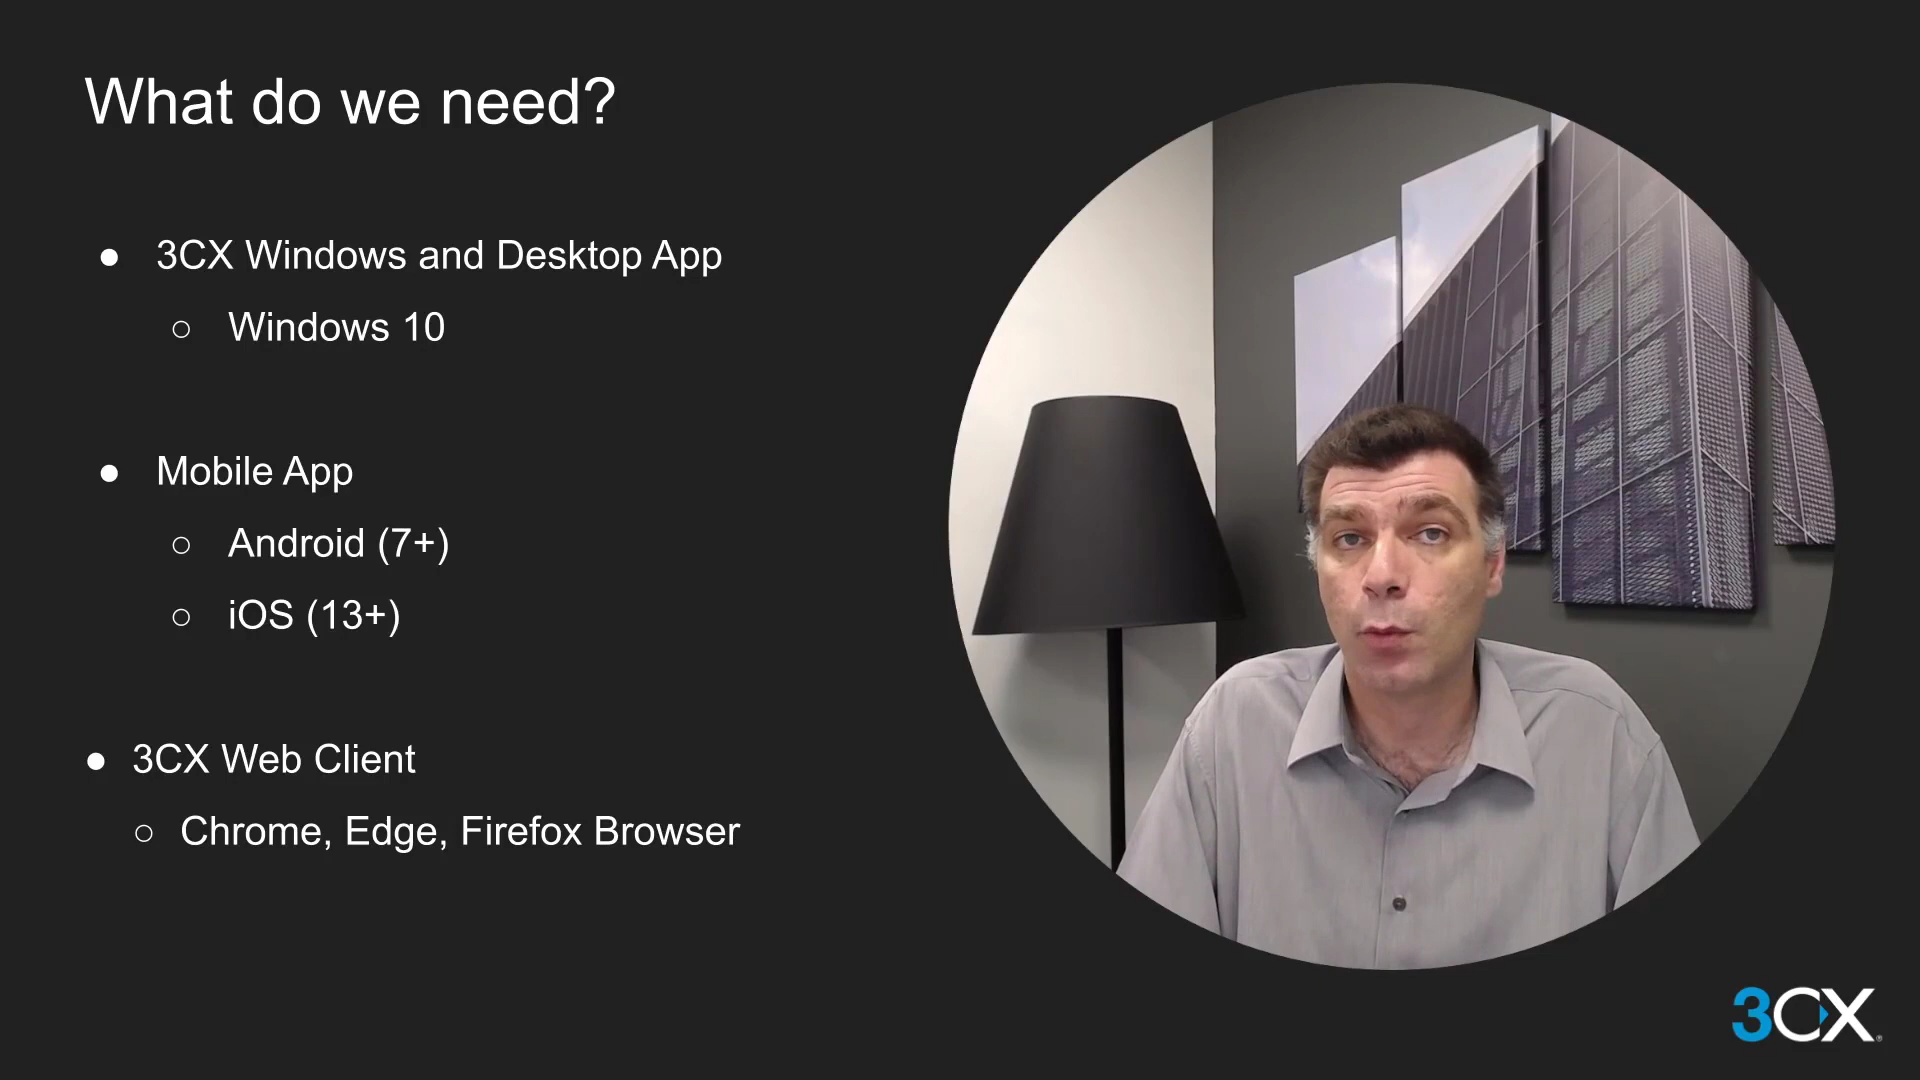 What do we need?
● 3CX Windows and Desktop App
○ Windows 10
● Mobile App
○ Android (7+)
○ iOS (13+)
● 3CX Web Client
○ Chrome, Edge, Firefox Browser
3CX®